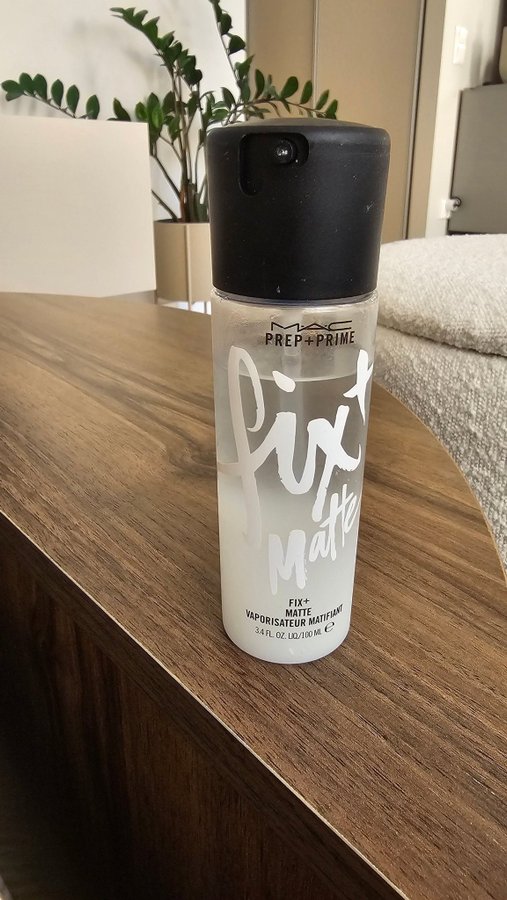 MAC
PREP+PRIME
fix+
Matte
FIX+
MATTE
VAPORISATEUR MATIFIANT
3.4 FL. OZ. LIQ/100 ML ℮